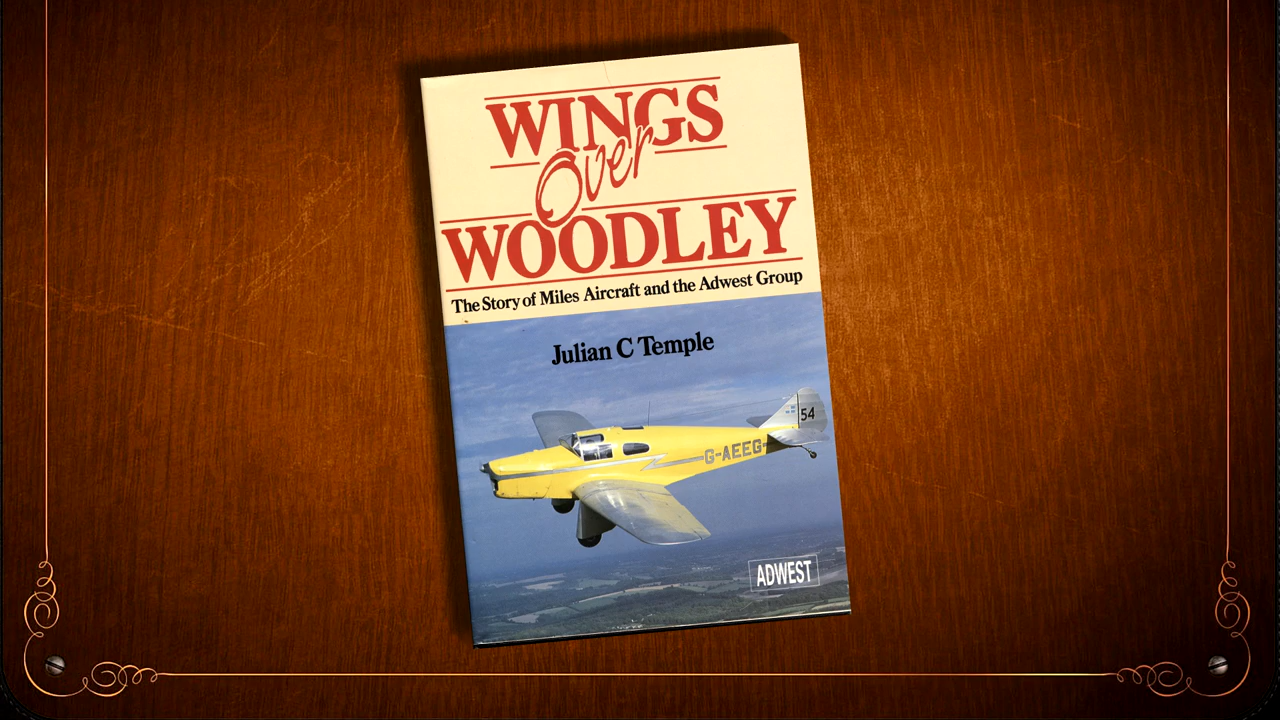 WINGS
Over
WOODLEY
The Story of Miles Aircraft and the Adwest Group
Julian C Temple
54
G-AEEG
ADWEST